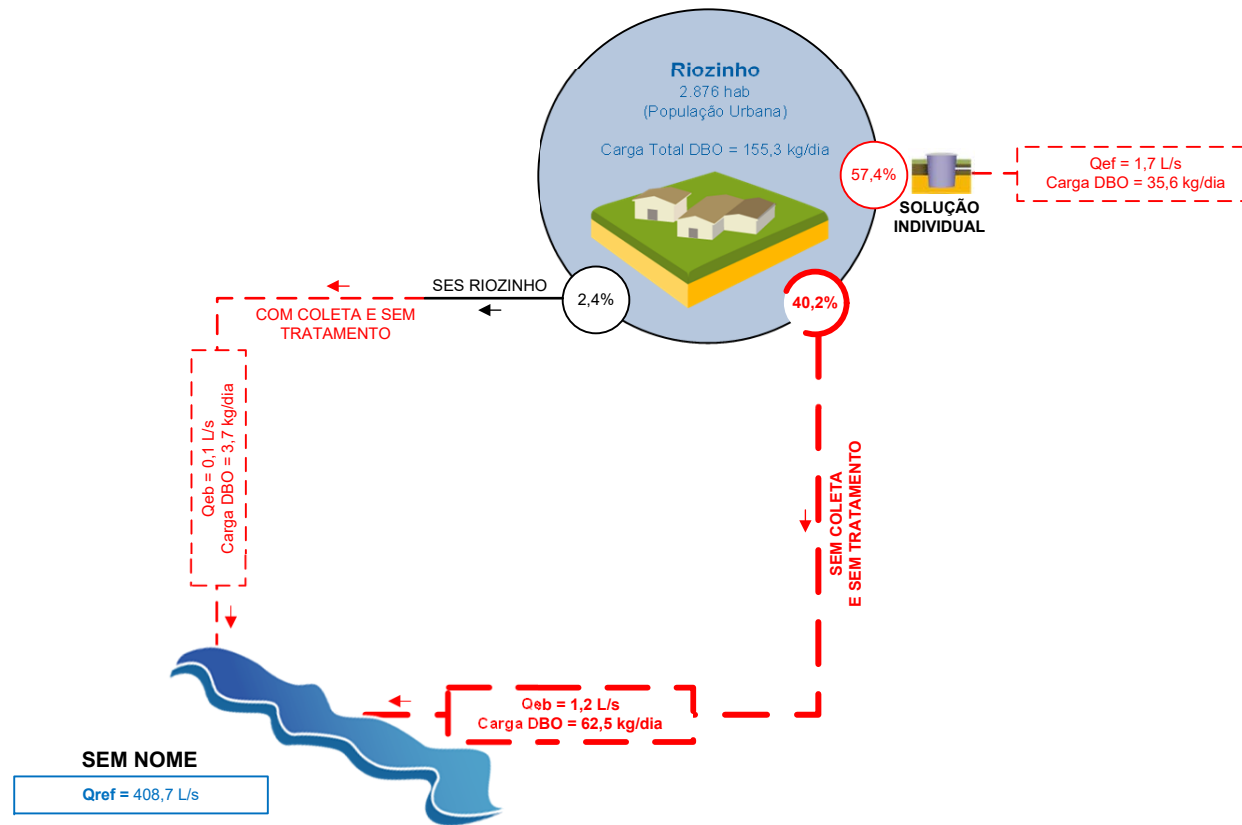 Riozinho
2.876 hab
(População Urbana)
Carga Total DBO = 155,3 kg/dia
57,4%
SOLUÇÃO
INDIVIDUAL
Qef = 1,7 L/s
Carga DBO = 35,6 kg/dia
SES RIOZINHO
2,4%
40,2%
COM COLETA E SEM
TRATAMENTO
Qeb = 0,1 L/s
Carga DBO = 3,7 kg/dia
SEM COLETA
E SEM TRATAMENTO
Qeb = 1,2 L/s
Carga DBO = 62,5 kg/dia
SEM NOME
Qref = 408,7 L/s